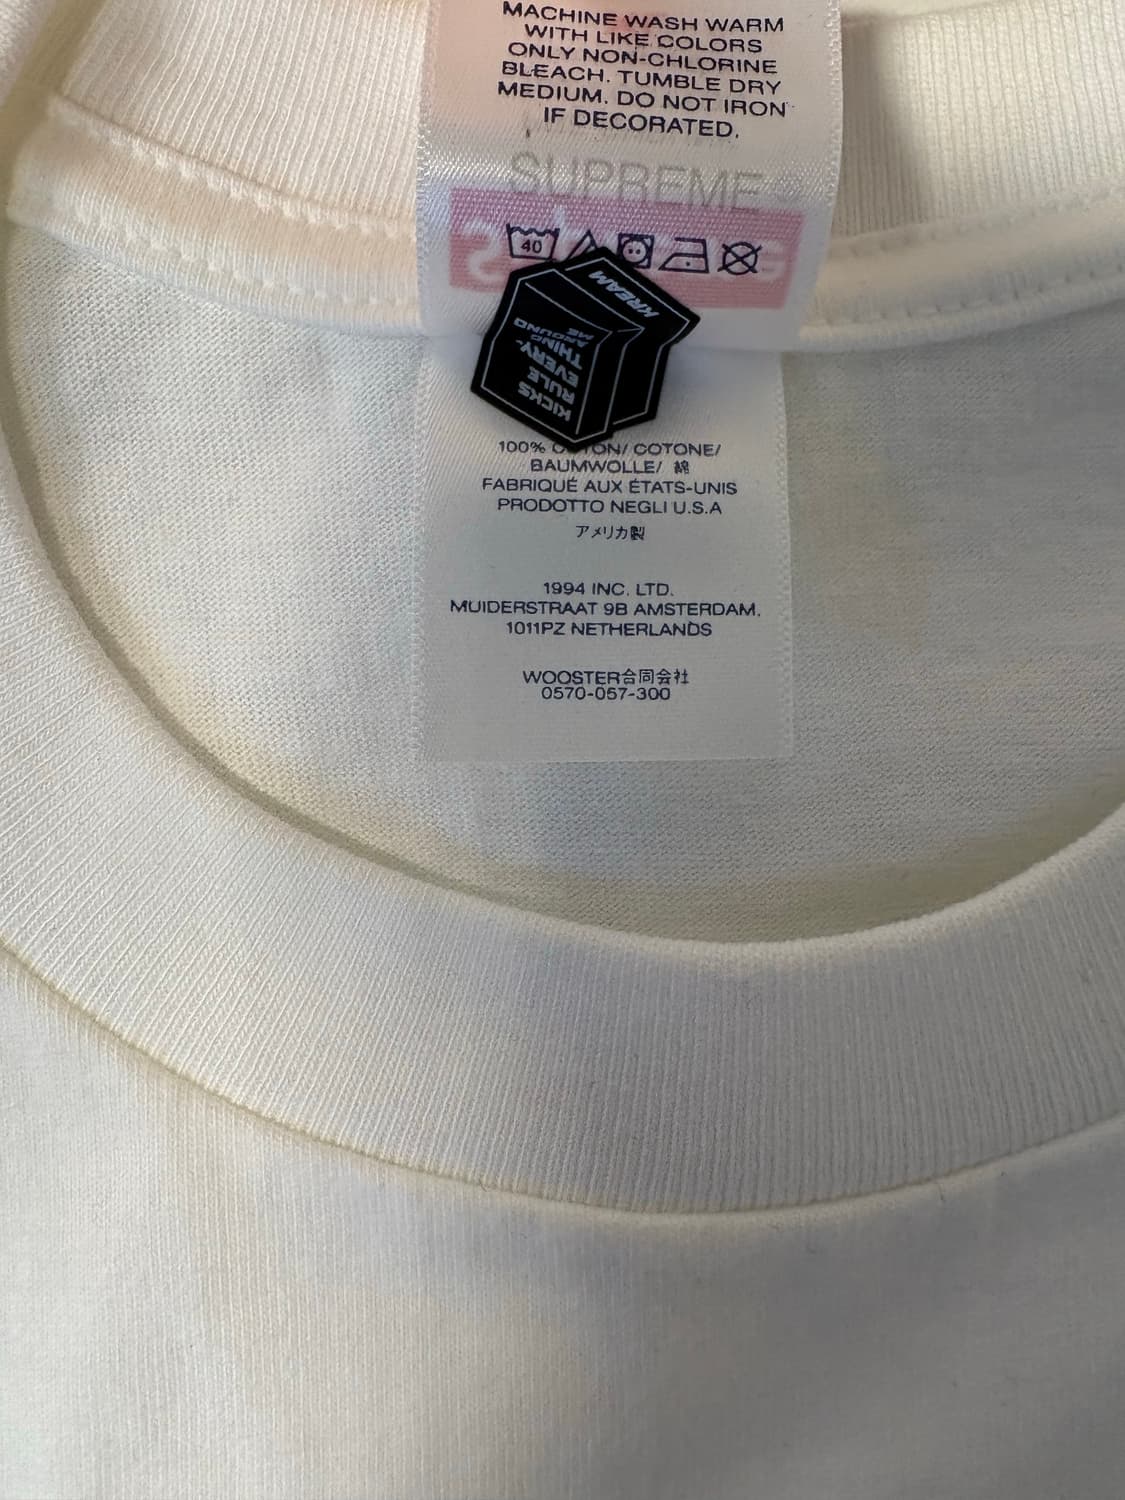 MACHINE WASH WARM
WITH LIKE COLORS
ONLY NON-CHLORINE
BLEACH. TUMBLE DRY
MEDIUM. DO NOT IRON
IF DECORATED.
SUPREME
40
KREAM
KICKS
RULE
EVERY-
THING
AROUND
ME
100% COTTON/ COTONE/
BAUMWOLLE/ 綿
FABRIQUÉ AUX ÉTATS-UNIS
PRODOTTO NEGLI U.S.A
アメリカ製
1994 INC. LTD.
MUIDERSTRAAT 9B AMSTERDAM.
1011PZ NETHERLANDS
WOOSTER合同会社
0570-057-300